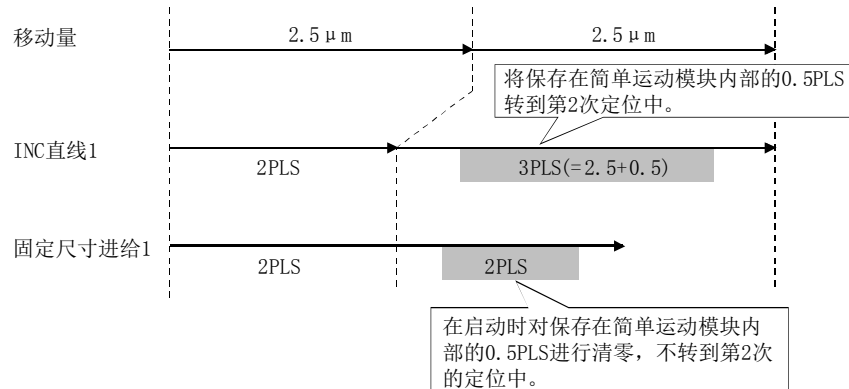 移动量
2.5μm
2.5μm
将保存在简单运动模块内部的0.5PLS
转到第2次定位中。
INC直线1
2PLS
3PLS(=2.5+0.5)
固定尺寸进给1
2PLS
2PLS
在启动时对保存在简单运动模块内
部的0.5PLS进行清零，不转到第2次
的定位中。